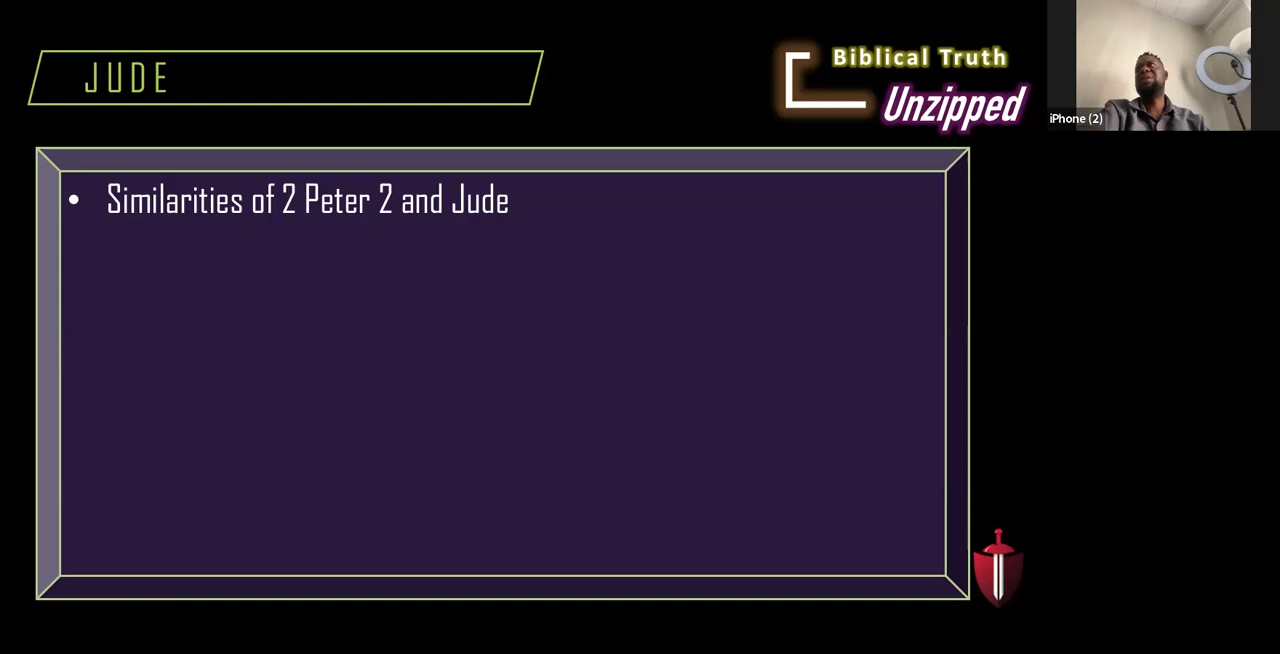 JUDE
Biblical Truth
Unzipped
iPhone (2)
• Similarities of 2 Peter 2 and Jude